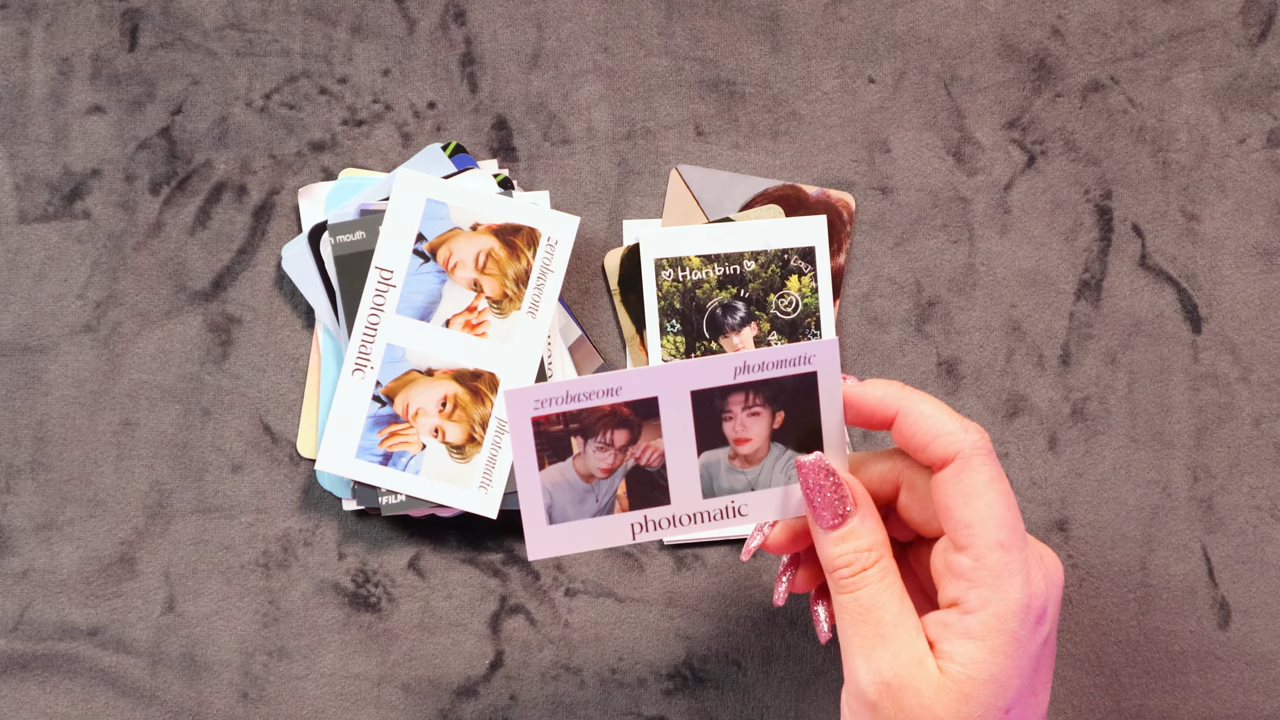 n mouth
zerobaseone
photomatic
photomatic
FILM
♡Hanbin♡
zerobaseone
photomatic
photomatic